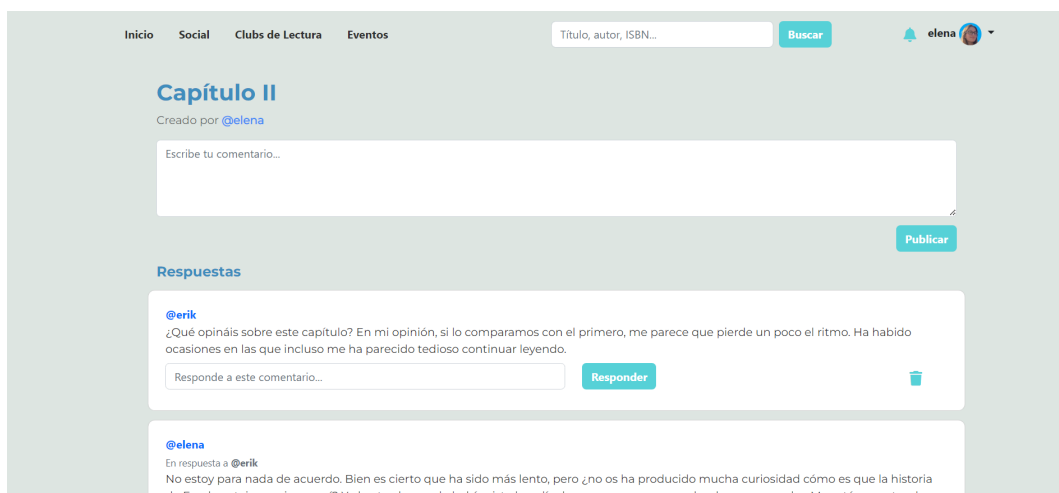 Inicio Social Clubs de Lectura Eventos Título, autor, ISBN... Buscar elena
Capítulo II
Creado por @elena
Escribe tu comentario...
Publicar
Respuestas
@erik
¿Qué opináis sobre este capítulo? En mi opinión, si lo comparamos con el primero, me parece que pierde un poco el ritmo. Ha habido
ocasiones en las que incluso me ha parecido tedioso continuar leyendo.
Responde a este comentario... Responder
@elena
En respuesta a @erik
No estoy para nada de acuerdo. Bien es cierto que ha sido más lento, pero ¿no os ha producido mucha curiosidad cómo es que la historia